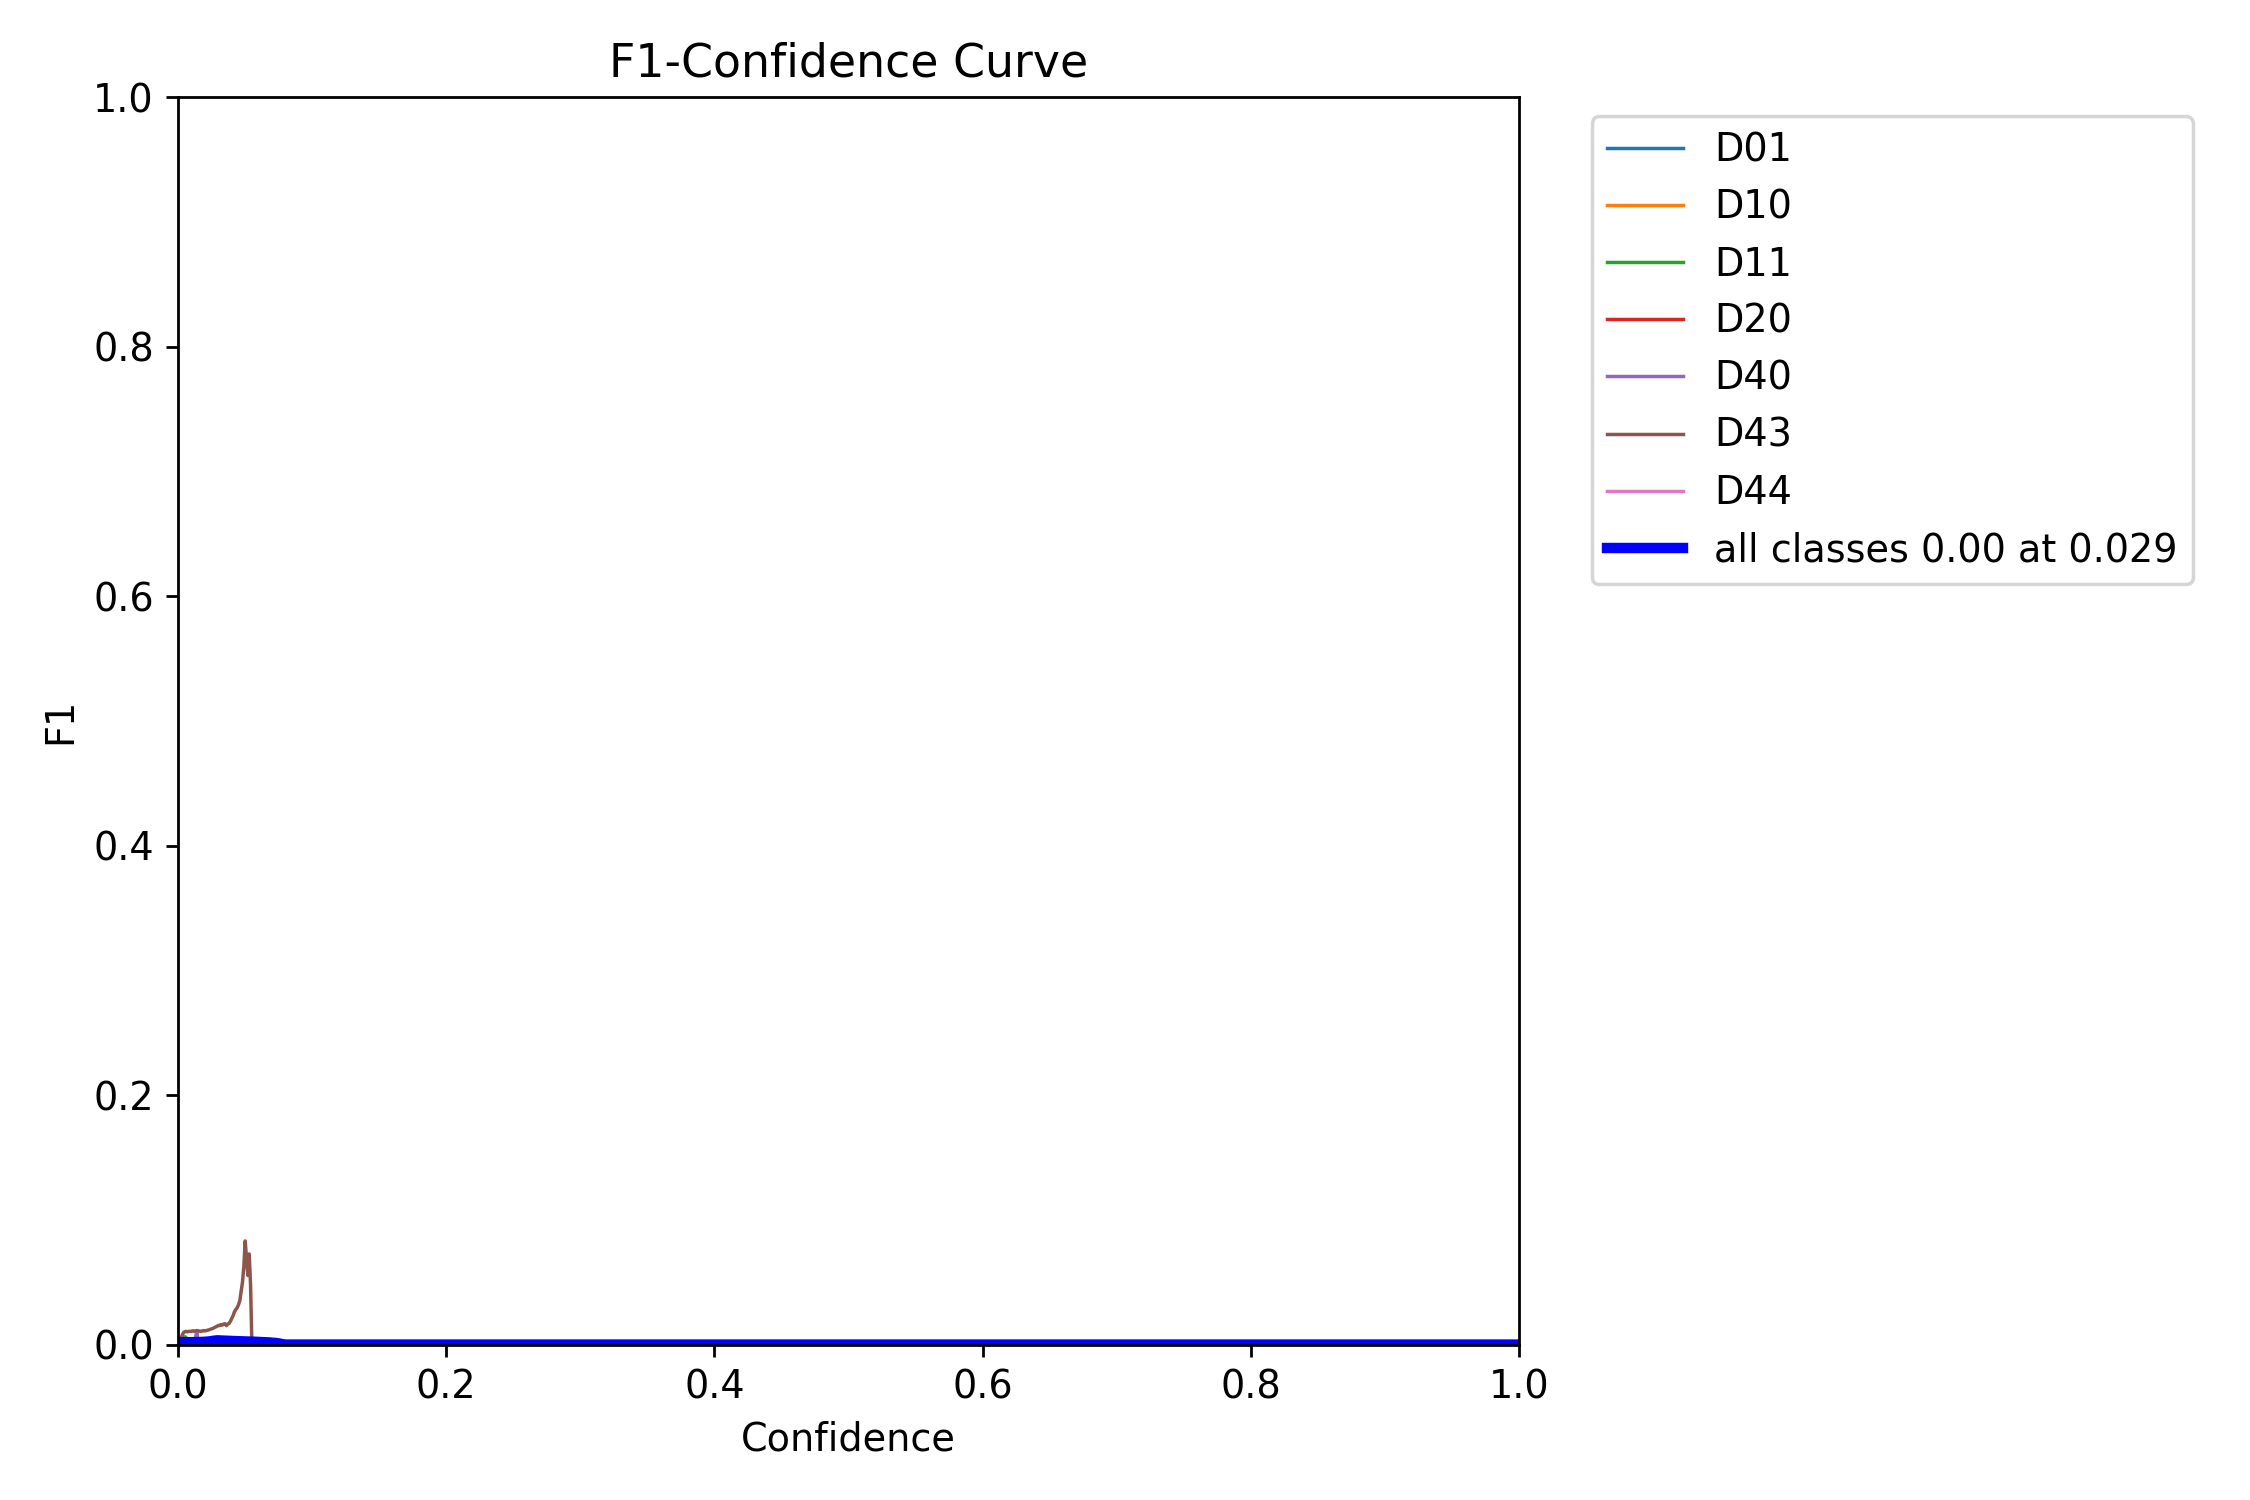 F1-Confidence Curve
1.0
0.8
0.6
0.4
0.2
0.0
F1
0.0 0.2 0.4 0.6 0.8 1.0
Confidence
D01
D10
D11
D20
D40
D43
D44
all classes 0.00 at 0.029